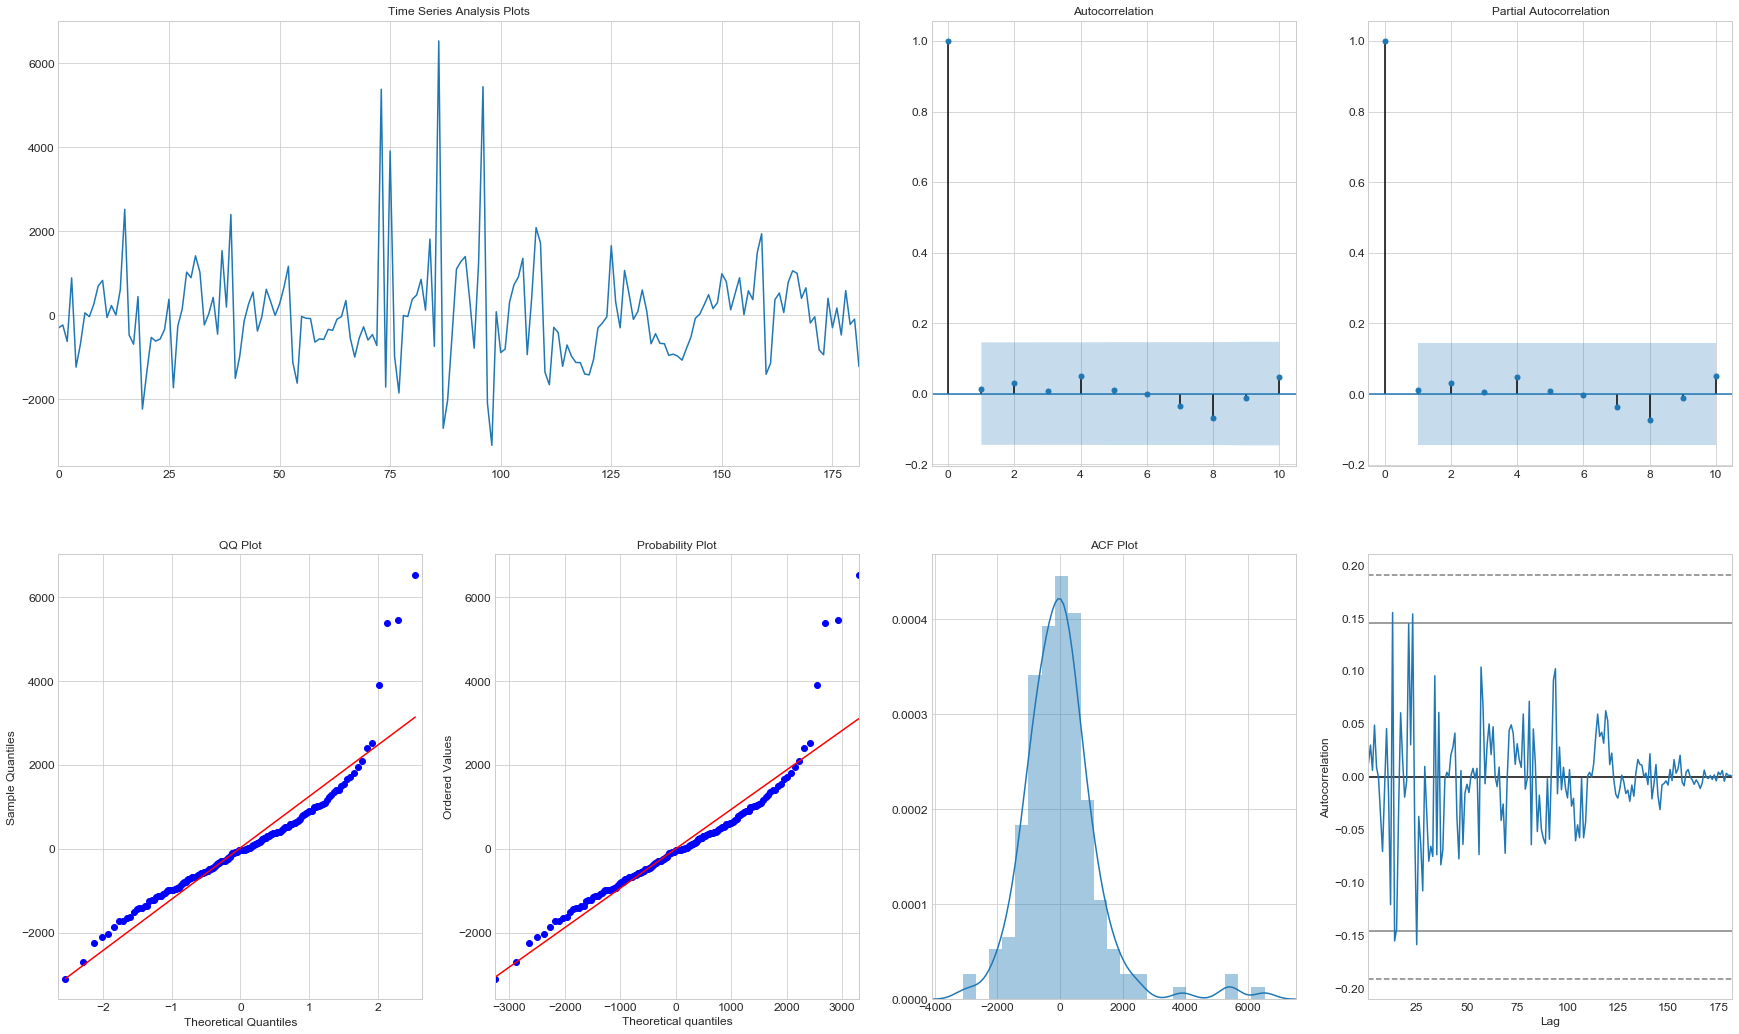 Time Series Analysis Plots
6000
4000
2000
0
−2000
0 25 50 75 100 125 150 175
Autocorrelation
1.0
0.8
0.6
0.4
0.2
0.0
−0.2
0 2 4 6 8 10
Partial Autocorrelation
1.0
0.8
0.6
0.4
0.2
0.0
−0.2
0 2 4 6 8 10
QQ Plot
Sample Quantiles
6000
4000
2000
0
−2000
−2 −1 0 1 2
Theoretical Quantiles
Probability Plot
Ordered Values
6000
4000
2000
0
−2000
−3000 −2000 −1000 0 1000 2000 3000
Theoretical quantiles
ACF Plot
0.0004
0.0003
0.0002
0.0001
0.0000
−4000 −2000 0 2000 4000 6000
Autocorrelation
0.20
0.15
0.10
0.05
0.00
−0.05
−0.10
−0.15
−0.20
25 50 75 100 125 150 175
Lag